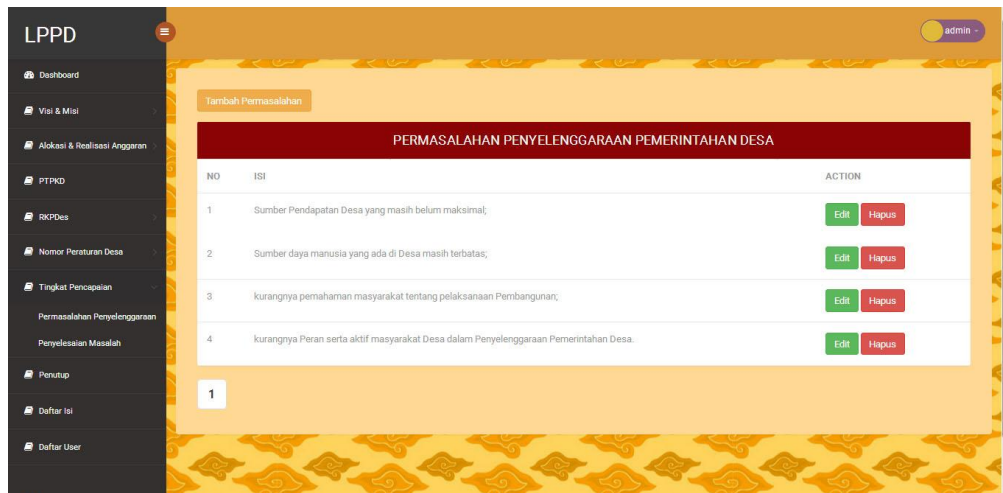 LPPD
admin
Dashboard
Visi & Misi
Alokasi & Realisasi Anggaran
PTPKD
RKPDes
Nomor Peraturan Desa
Tingkat Pencapaian
Permasalahan Penyelenggaraan
Penyelesaian Masalah
Penutup
Daftar Isi
Daftar User
Tambah Permasalahan
PERMASALAHAN PENYELENGGARAAN PEMERINTAHAN DESA
NO ISI ACTION
1 Sumber Pendapatan Desa yang masih belum maksimal; Edit Hapus
2 Sumber daya manusia yang ada di Desa masih terbatas; Edit Hapus
3 kurangnya pemahaman masyarakat tentang pelaksanaan Pembangunan; Edit Hapus
4 kurangnya Peran serta aktif masyarakat Desa dalam Penyelenggaraan Pemerintahan Desa. Edit Hapus
1